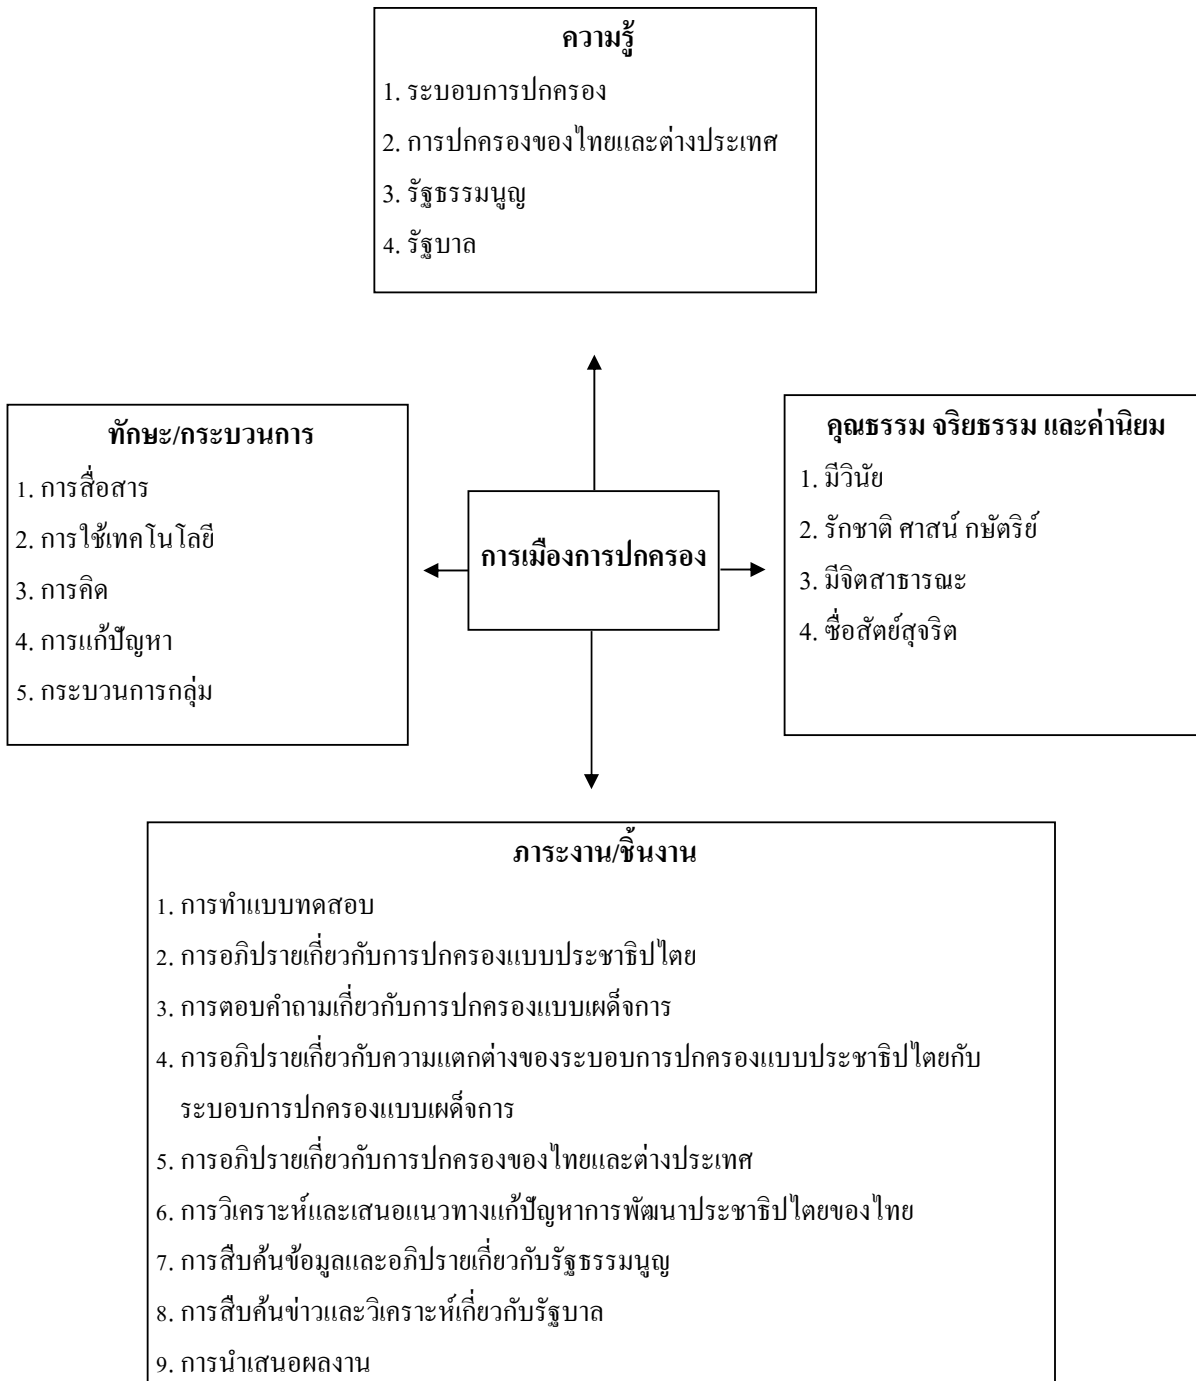 ความรู้
1. ระบอบการปกครอง
2. การปกครองของไทยและต่างประเทศ
3. รัฐธรรมนูญ
4. รัฐบาล
ทักษะ/กระบวนการ
1. การสื่อสาร
2. การใช้เทคโนโลยี
3. การคิด
4. การแก้ปัญหา
5. กระบวนการกลุ่ม
การเมืองการปกครอง
คุณธรรม จริยธรรม และค่านิยม
1. มีวินัย
2. รักชาติ ศาสน์ กษัตริย์
3. มีจิตสาธารณะ
4. ซื่อสัตย์สุจริต
ภาระงาน/ชิ้นงาน
1. การทำแบบทดสอบ
2. การอภิปรายเกี่ยวกับการปกครองแบบประชาธิปไตย
3. การตอบคำถามเกี่ยวกับการปกครองแบบเผด็จการ
4. การอภิปรายเกี่ยวกับความแตกต่างของระบอบการปกครองแบบประชาธิปไตยกับ
ระบอบการปกครองแบบเผด็จการ
5. การอภิปรายเกี่ยวกับการปกครองของไทยและต่างประเทศ
6. การวิเคราะห์และเสนอแนวทางแก้ปัญหาการพัฒนาประชาธิปไตยของไทย
7. การสืบค้นข้อมูลและอภิปรายเกี่ยวกับรัฐธรรมนูญ
8. การสืบค้นข่าวและวิเคราะห์เกี่ยวกับรัฐบาล
9. การนำเสนอผลงาน